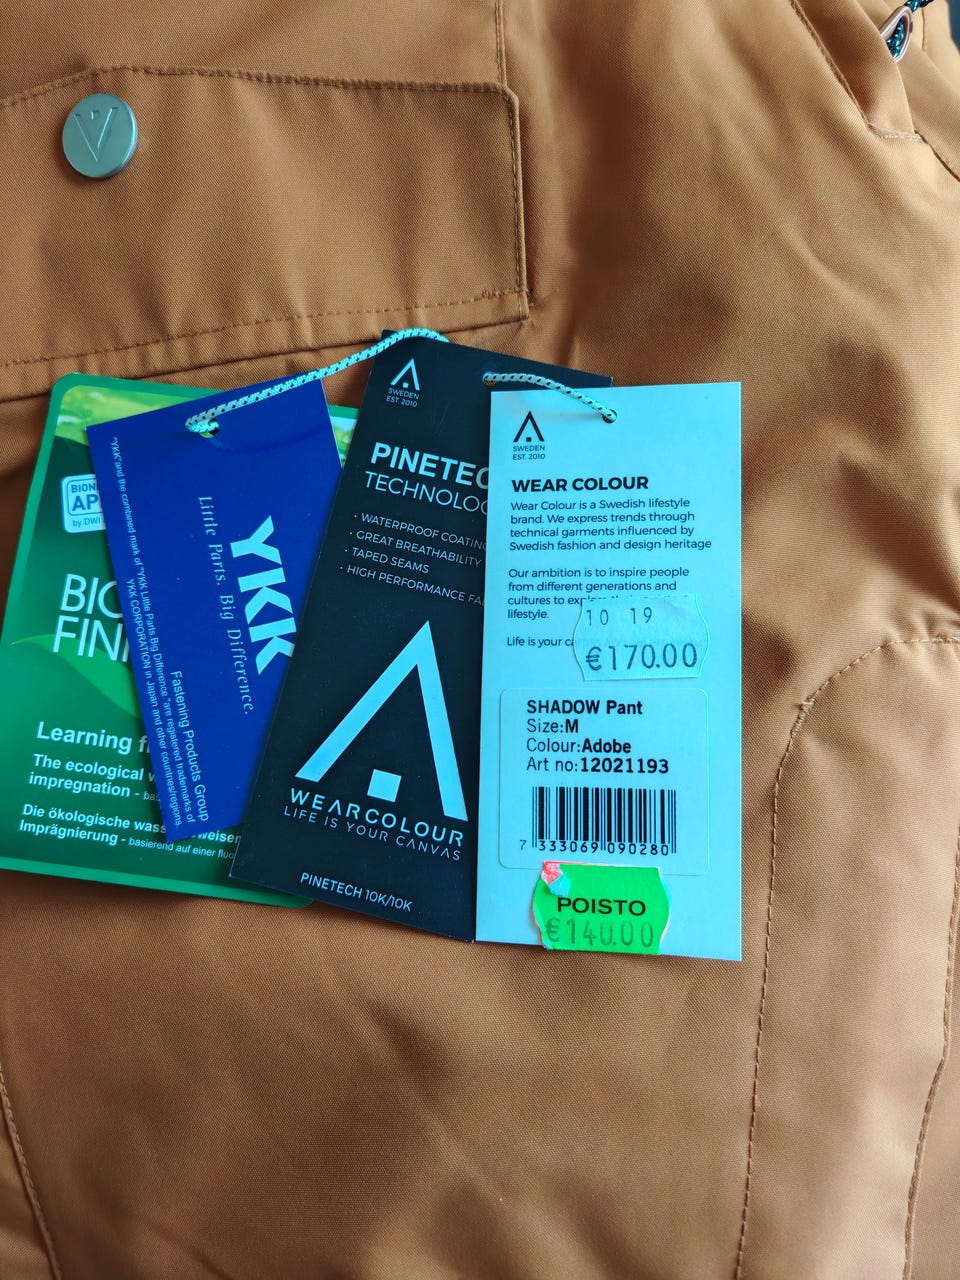 BION
AP
by DWI
BIO
FIN
Learning f
The ecological w
impregnation - bas
Die ökologische wass weisen
Imprägnierung - basierend auf einer fluo
"YKK" and the combined mark of "YKK Little Parts. Big Difference." are registered trademarks of
YKK CORPORATION in Japan and other countries/regions.
Little Parts. Big Difference.
YKK
Fastening Products Group
SWEDEN
EST. 2010
PINETEC
TECHNOLOG
· WATERPROOF COATING
· GREAT BREATHABILITY
· TAPED SEAMS
· HIGH PERFORMANCE FA
WEARCOLOUR
LIFE IS YOUR CANVAS
PINETECH 10K/10K
SWEDEN
EST. 2010
WEAR COLOUR
Wear Colour is a Swedish lifestyle
brand. We express trends through
technical garments influenced by
Swedish fashion and design heritage
Our ambition is to inspire people
from different generations and
cultures to
lifestyle.
Life is your ca
10 19
€170.00
SHADOW Pant
Size:M
Colour:Adobe
Art no:12021193
7 333069 090280
POISTO
€140.00